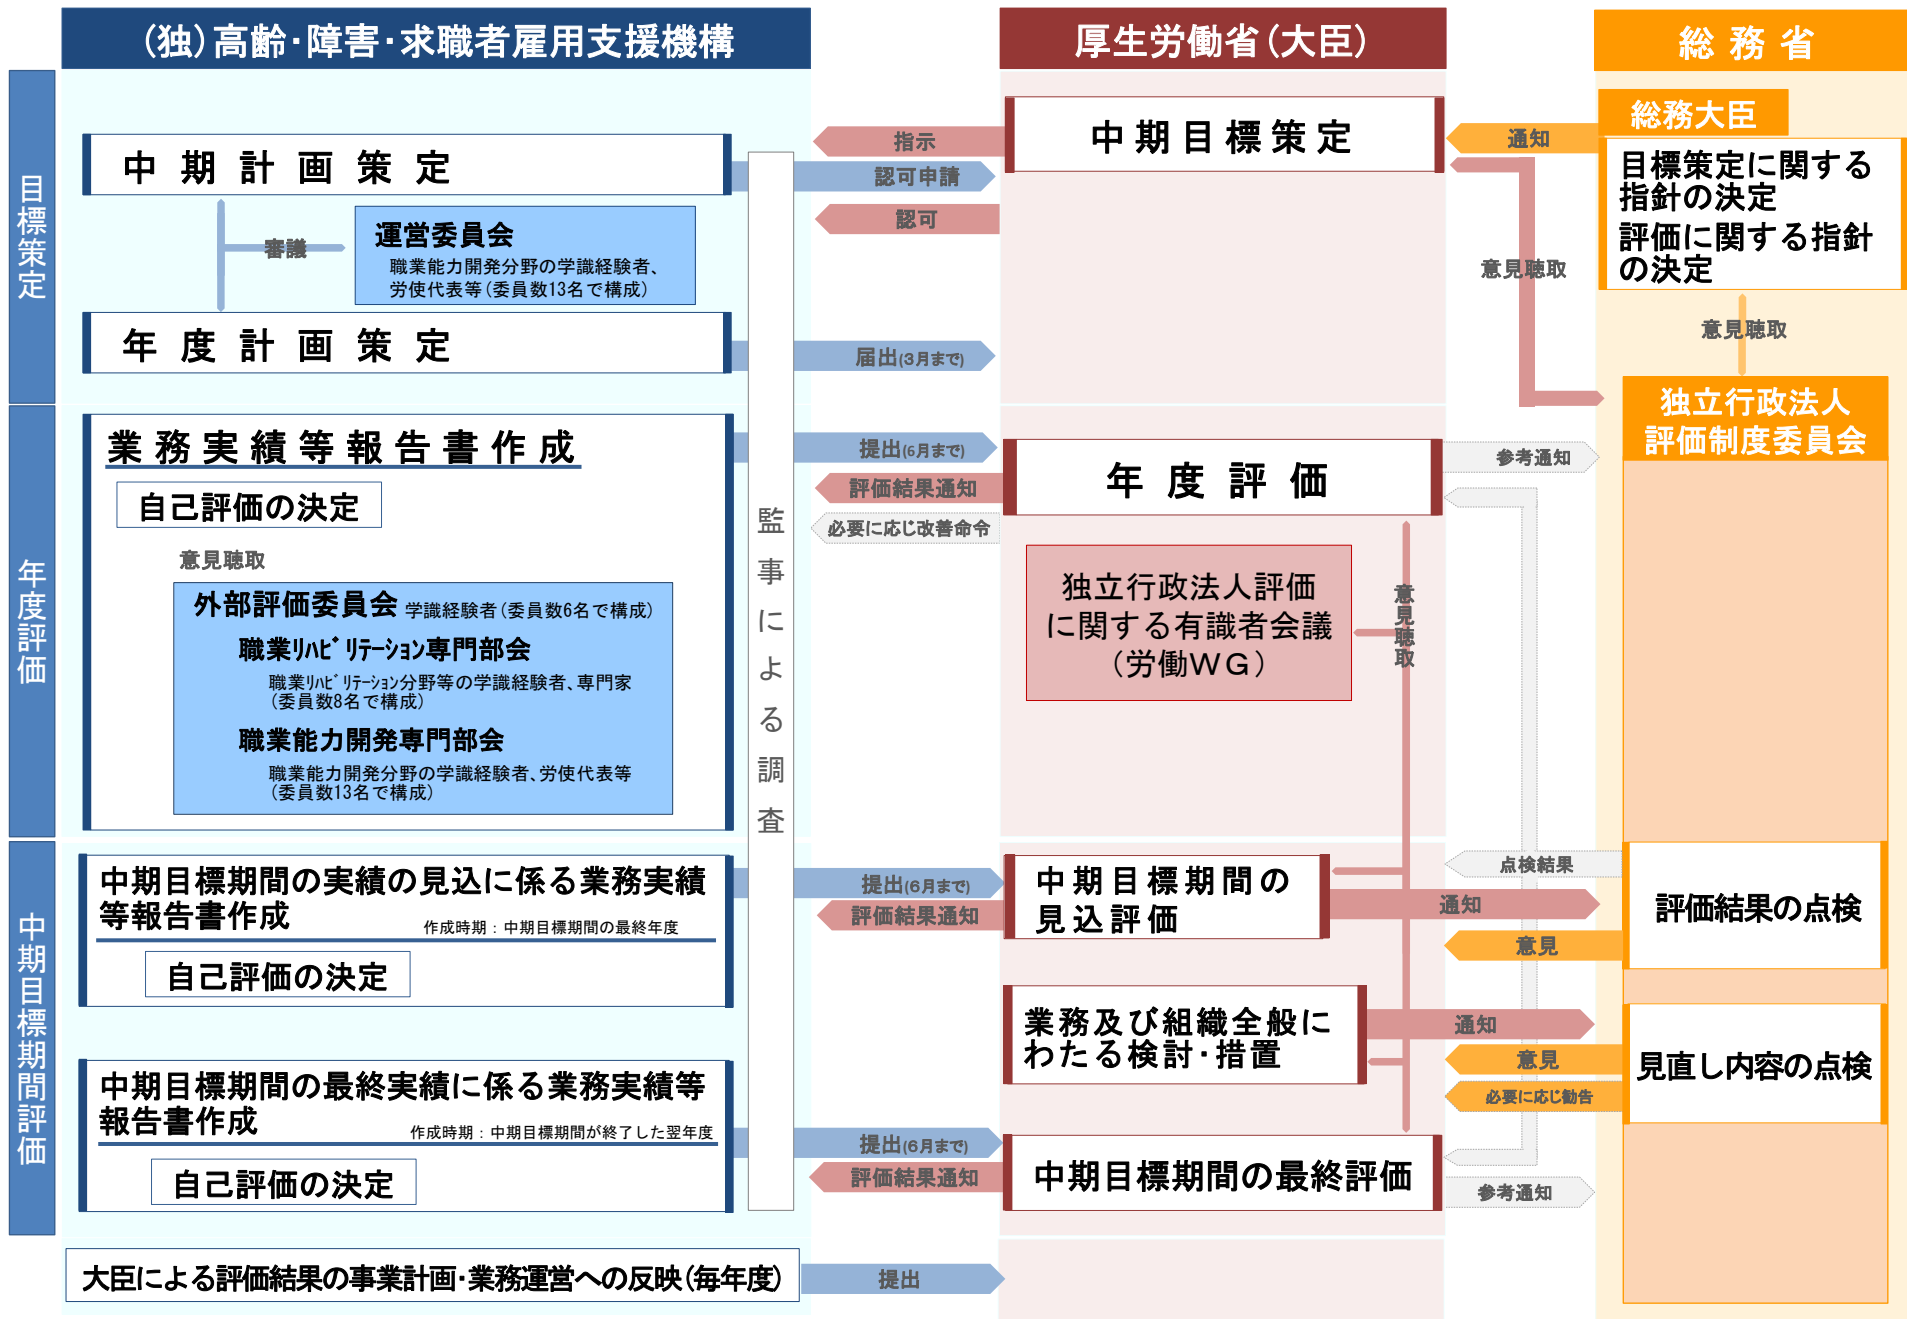 （独）高齢・障害・求職者雇用支援機構
厚生労働省（大臣）
総務省
目標策定
中期計画策定
審議
運営委員会
職業能力開発分野の学識経験者、
労使代表等（委員数13名で構成）
年度計画策定
指示
認可申請
認可
届出(3月まで)
中期目標策定
通知
意見聴取
総務大臣
目標策定に関する
指針の決定
評価に関する指針
の決定
意見聴取
独立行政法人
評価制度委員会
年度評価
業務実績等報告書作成
自己評価の決定
意見聴取
外部評価委員会 学識経験者（委員数6名で構成）
職業ﾘﾊﾋﾞﾘﾃｰｼｮﾝ専門部会
職業ﾘﾊﾋﾞﾘﾃｰｼｮﾝ分野等の学識経験者、専門家
（委員数8名で構成）
職業能力開発専門部会
職業能力開発分野の学識経験者、労使代表等
（委員数13名で構成）
監事による調査
提出(6月まで)
評価結果通知
必要に応じ改善命令
年度評価
参考通知
独立行政法人評価
に関する有識者会議
（労働ＷＧ）
意見聴取
中期目標期間評価
中期目標期間の実績の見込に係る業務実績
等報告書作成
作成時期：中期目標期間の最終年度
自己評価の決定
提出(6月まで)
評価結果通知
中期目標期間の
見込評価
点検結果
通知
意見
評価結果の点検
業務及び組織全般に
わたる検討・措置
通知
意見
必要に応じ勧告
見直し内容の点検
中期目標期間の最終実績に係る業務実績等
報告書作成
作成時期：中期目標期間が終了した翌年度
自己評価の決定
提出(6月まで)
評価結果通知
中期目標期間の最終評価
参考通知
大臣による評価結果の事業計画・業務運営への反映（毎年度）
提出